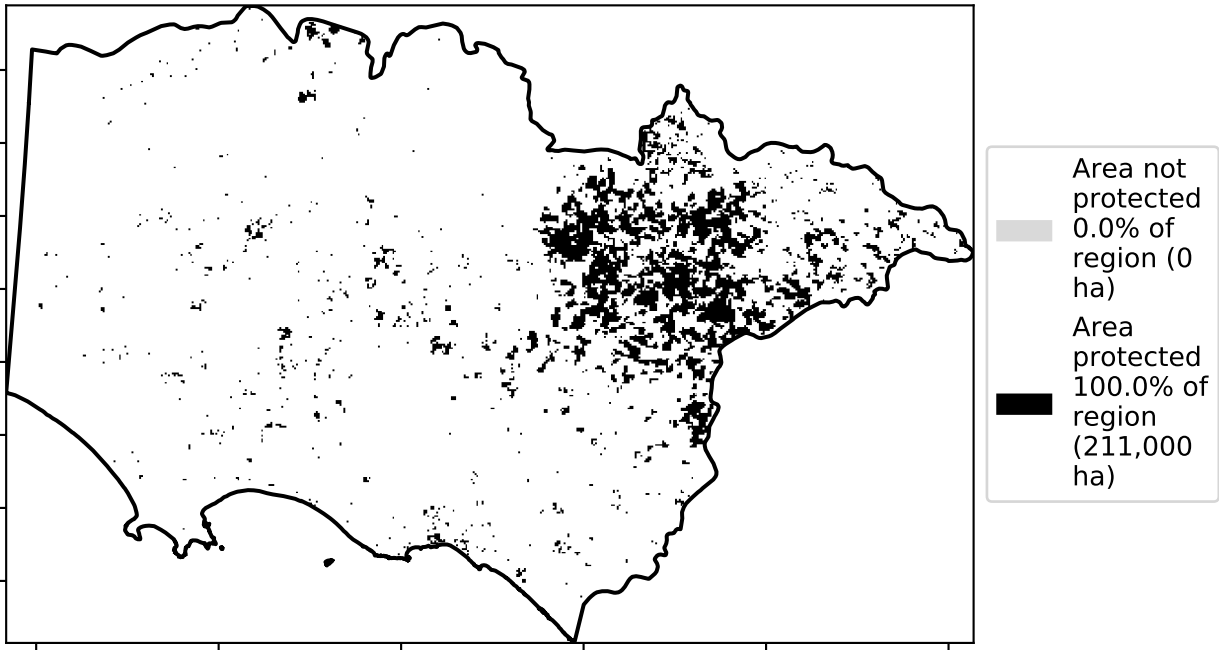 Area not
protected
0.0% of
region (0
ha)
Area
protected
100.0% of
region
(211,000
ha)